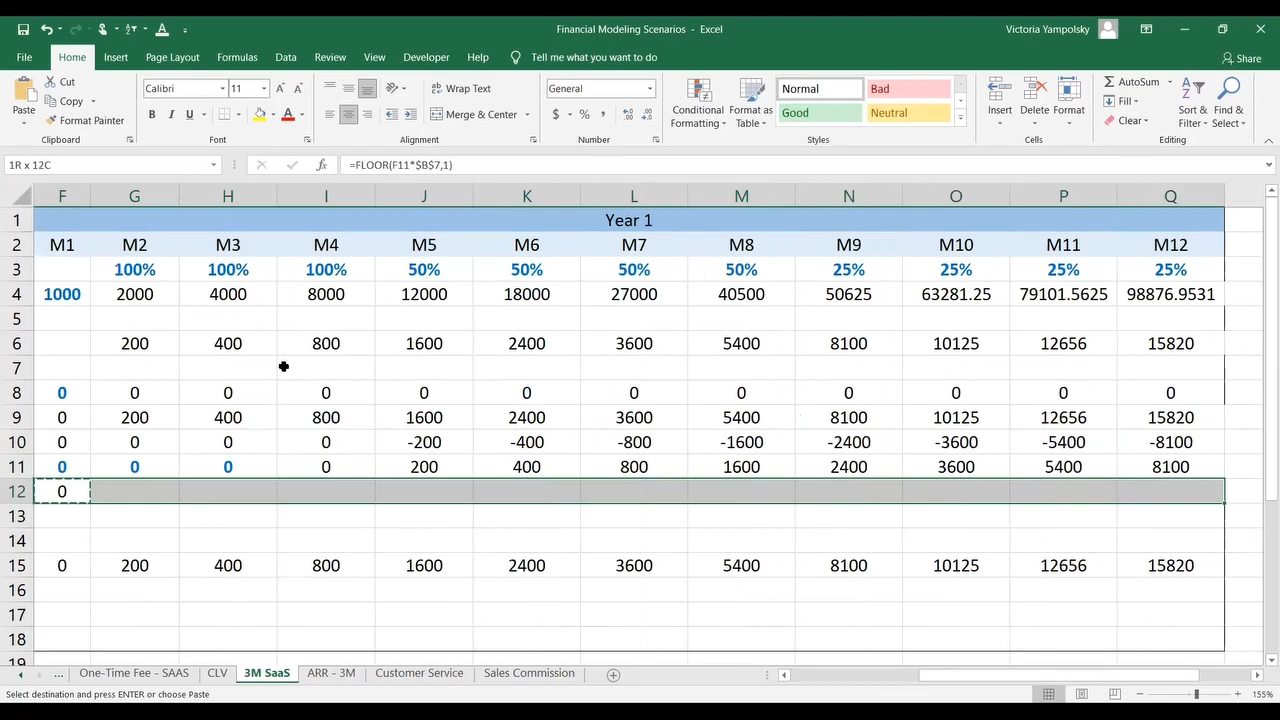 Financial Modeling Scenarios - Excel
Victoria Yampolsky
File Home Insert Page Layout Formulas Data Review View Developer Help Tell me what you want to do Share
Paste Cut Copy Format Painter Clipboard
Calibri 11 Font
Wrap Text Merge & Center Alignment
General $ % Number
Conditional Formatting Format as Table
Normal Bad Good Neutral Styles
Insert Delete Format Cells
AutoSum Fill Clear Sort & Filter Find & Select Editing
1R x 12C fx =FLOOR(F11*$B$7,1)
F G H I J K L M N O P Q
1 Year 1
2 M1 M2 M3 M4 M5 M6 M7 M8 M9 M10 M11 M12
3 100% 100% 100% 50% 50% 50% 50% 25% 25% 25% 25%
4 1000 2000 4000 8000 12000 18000 27000 40500 50625 63281.25 79101.5625 98876.9531
5
6 200 400 800 1600 2400 3600 5400 8100 10125 12656 15820
7
8 0 0 0 0 0 0 0 0 0 0 0 0
9 0 200 400 800 1600 2400 3600 5400 8100 10125 12656 15820
10 0 0 0 0 -200 -400 -800 -1600 -2400 -3600 -5400 -8100
11 0 0 0 0 200 400 800 1600 2400 3600 5400 8100
12 0
13
14
15 0 200 400 800 1600 2400 3600 5400 8100 10125 12656 15820
16
17
18
19
... One-Time Fee - SAAS CLV 3M SaaS ARR - 3M Customer Service Sales Commission
Select destination and press ENTER or choose Paste
155%